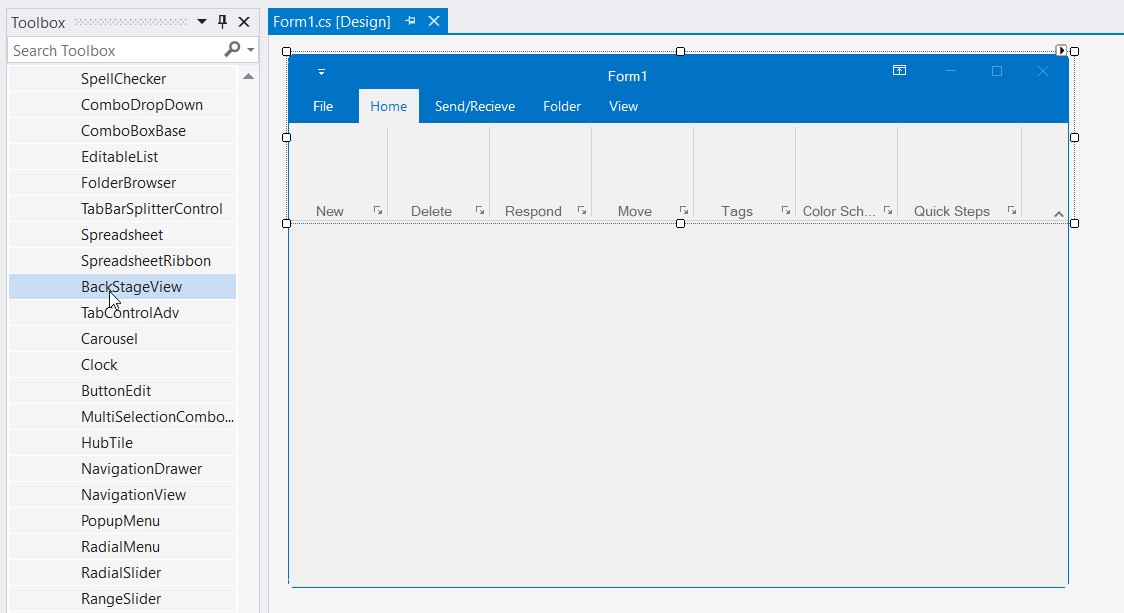 Toolbox
Search Toolbox
SpellChecker
ComboDropDown
ComboBoxBase
EditableList
FolderBrowser
TabBarSplitterControl
Spreadsheet
SpreadsheetRibbon
BackStageView
TabControlAdv
Carousel
Clock
ButtonEdit
MultiSelectionCombo...
HubTile
NavigationDrawer
NavigationView
PopupMenu
RadialMenu
RadialSlider
RangeSlider
Form1.cs [Design]
Form1
File Home Send/Recieve Folder View
New Delete Respond Move Tags Color Sch... Quick Steps